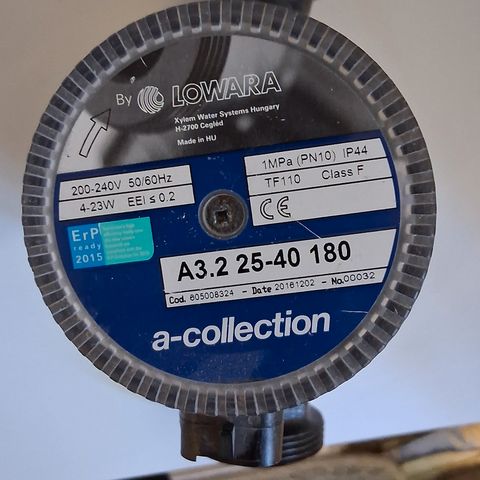 By LOWARA
Xylem Water Systems Hungary
H-2700 Cegléd
Made in HU
200-240V 50/60Hz
4-23W EEI ≤ 0.2
1MPa (PN10) IP44
TF110 Class F
CE
ErP
ready
2015
A3.2 25-40 180
Cod. 605008324 - Date 20161202 - No.00032
a-collection